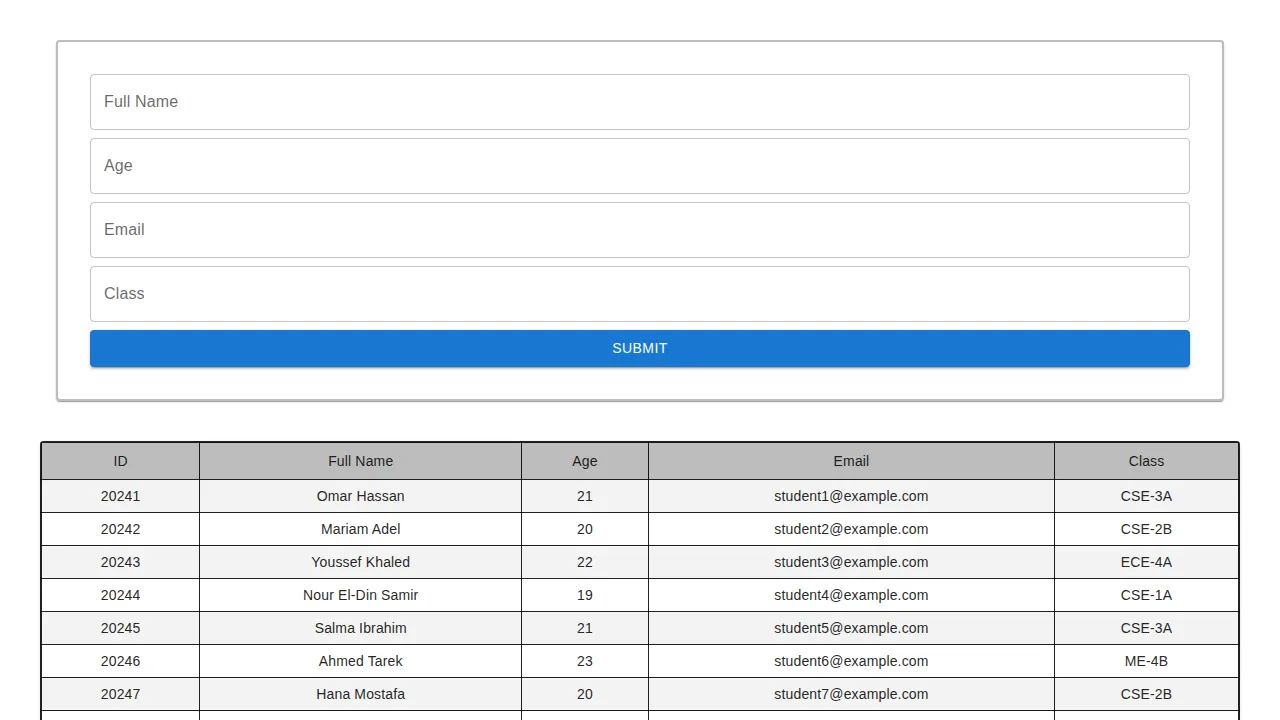 Full Name
Age
Email
Class
SUBMIT
ID Full Name Age Email Class
20241 Omar Hassan 21 student1@example.com CSE-3A
20242 Mariam Adel 20 student2@example.com CSE-2B
20243 Youssef Khaled 22 student3@example.com ECE-4A
20244 Nour El-Din Samir 19 student4@example.com CSE-1A
20245 Salma Ibrahim 21 student5@example.com CSE-3A
20246 Ahmed Tarek 23 student6@example.com ME-4B
20247 Hana Mostafa 20 student7@example.com CSE-2B